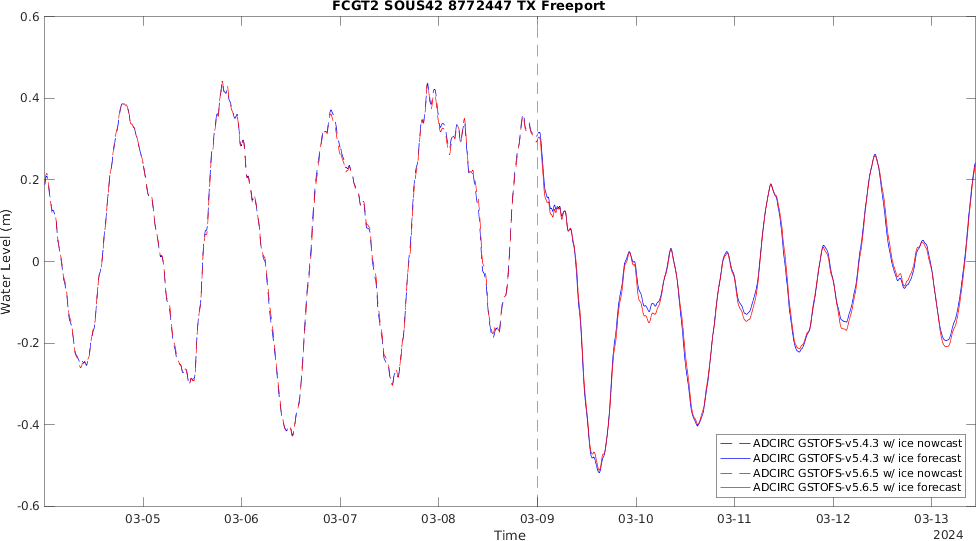 FCGT2 SOUS42 8772447 TX Freeport
0.6
0.4
0.2
0
-0.2
-0.4
-0.6
Water Level (m)
ADCIRC GSTOFS-v5.4.3 w/ ice nowcast
ADCIRC GSTOFS-v5.4.3 w/ ice forecast
ADCIRC GSTOFS-v5.6.5 w/ ice nowcast
ADCIRC GSTOFS-v5.6.5 w/ ice forecast
03-05 03-06 03-07 03-08 03-09 03-10 03-11 03-12 03-13
Time
2024